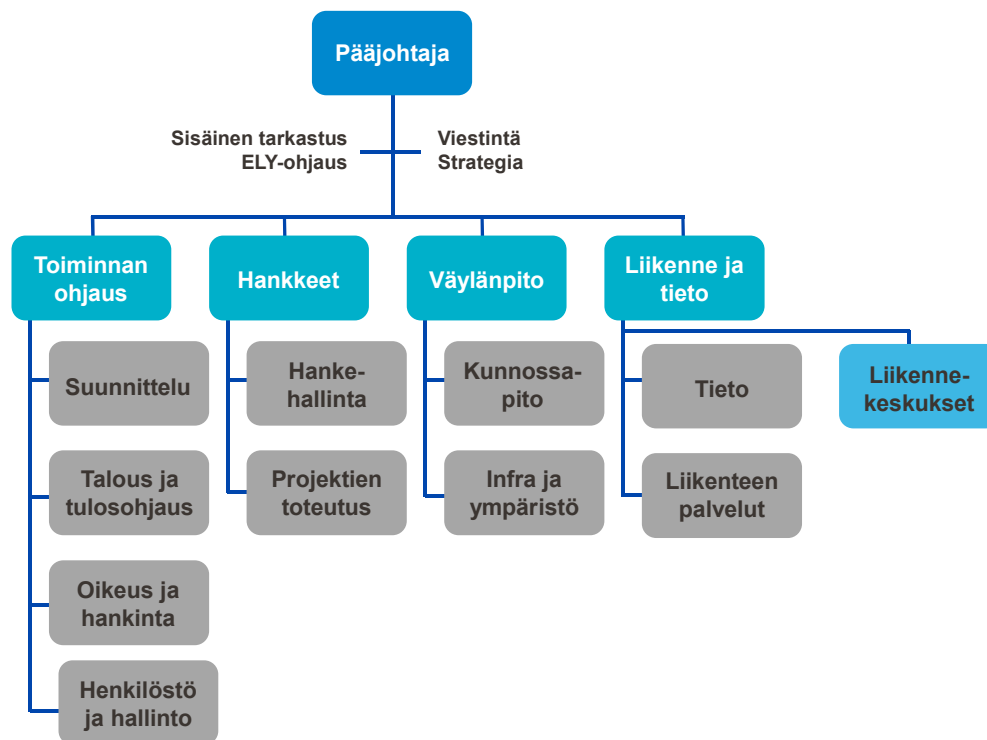 Pääjohtaja
Sisäinen tarkastus
ELY-ohjaus
Viestintä
Strategia
Toiminnan
ohjaus
Hankkeet
Väylänpito
Liikenne ja
tieto
Suunnittelu
Hanke-
hallinta
Kunnossa-
pito
Tieto
Liikenne-
keskukset
Talous ja
tulosohjaus
Projektien
toteutus
Infra ja
ympäristö
Liikenteen
palvelut
Oikeus ja
hankinta
Henkilöstö
ja hallinto